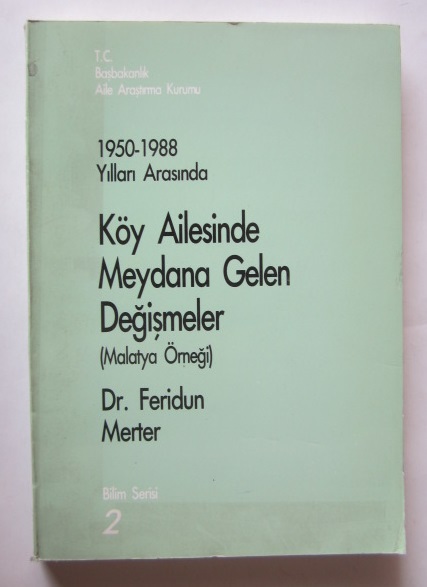 T.C.
Başbakanlık
Aile Araştırma Kurumu
1950-1988
Yılları Arasında
Köy Ailesinde
Meydana Gelen
Değişmeler
(Malatya Örneği)
Dr. Feridun
Merter
Bilim Serisi
2